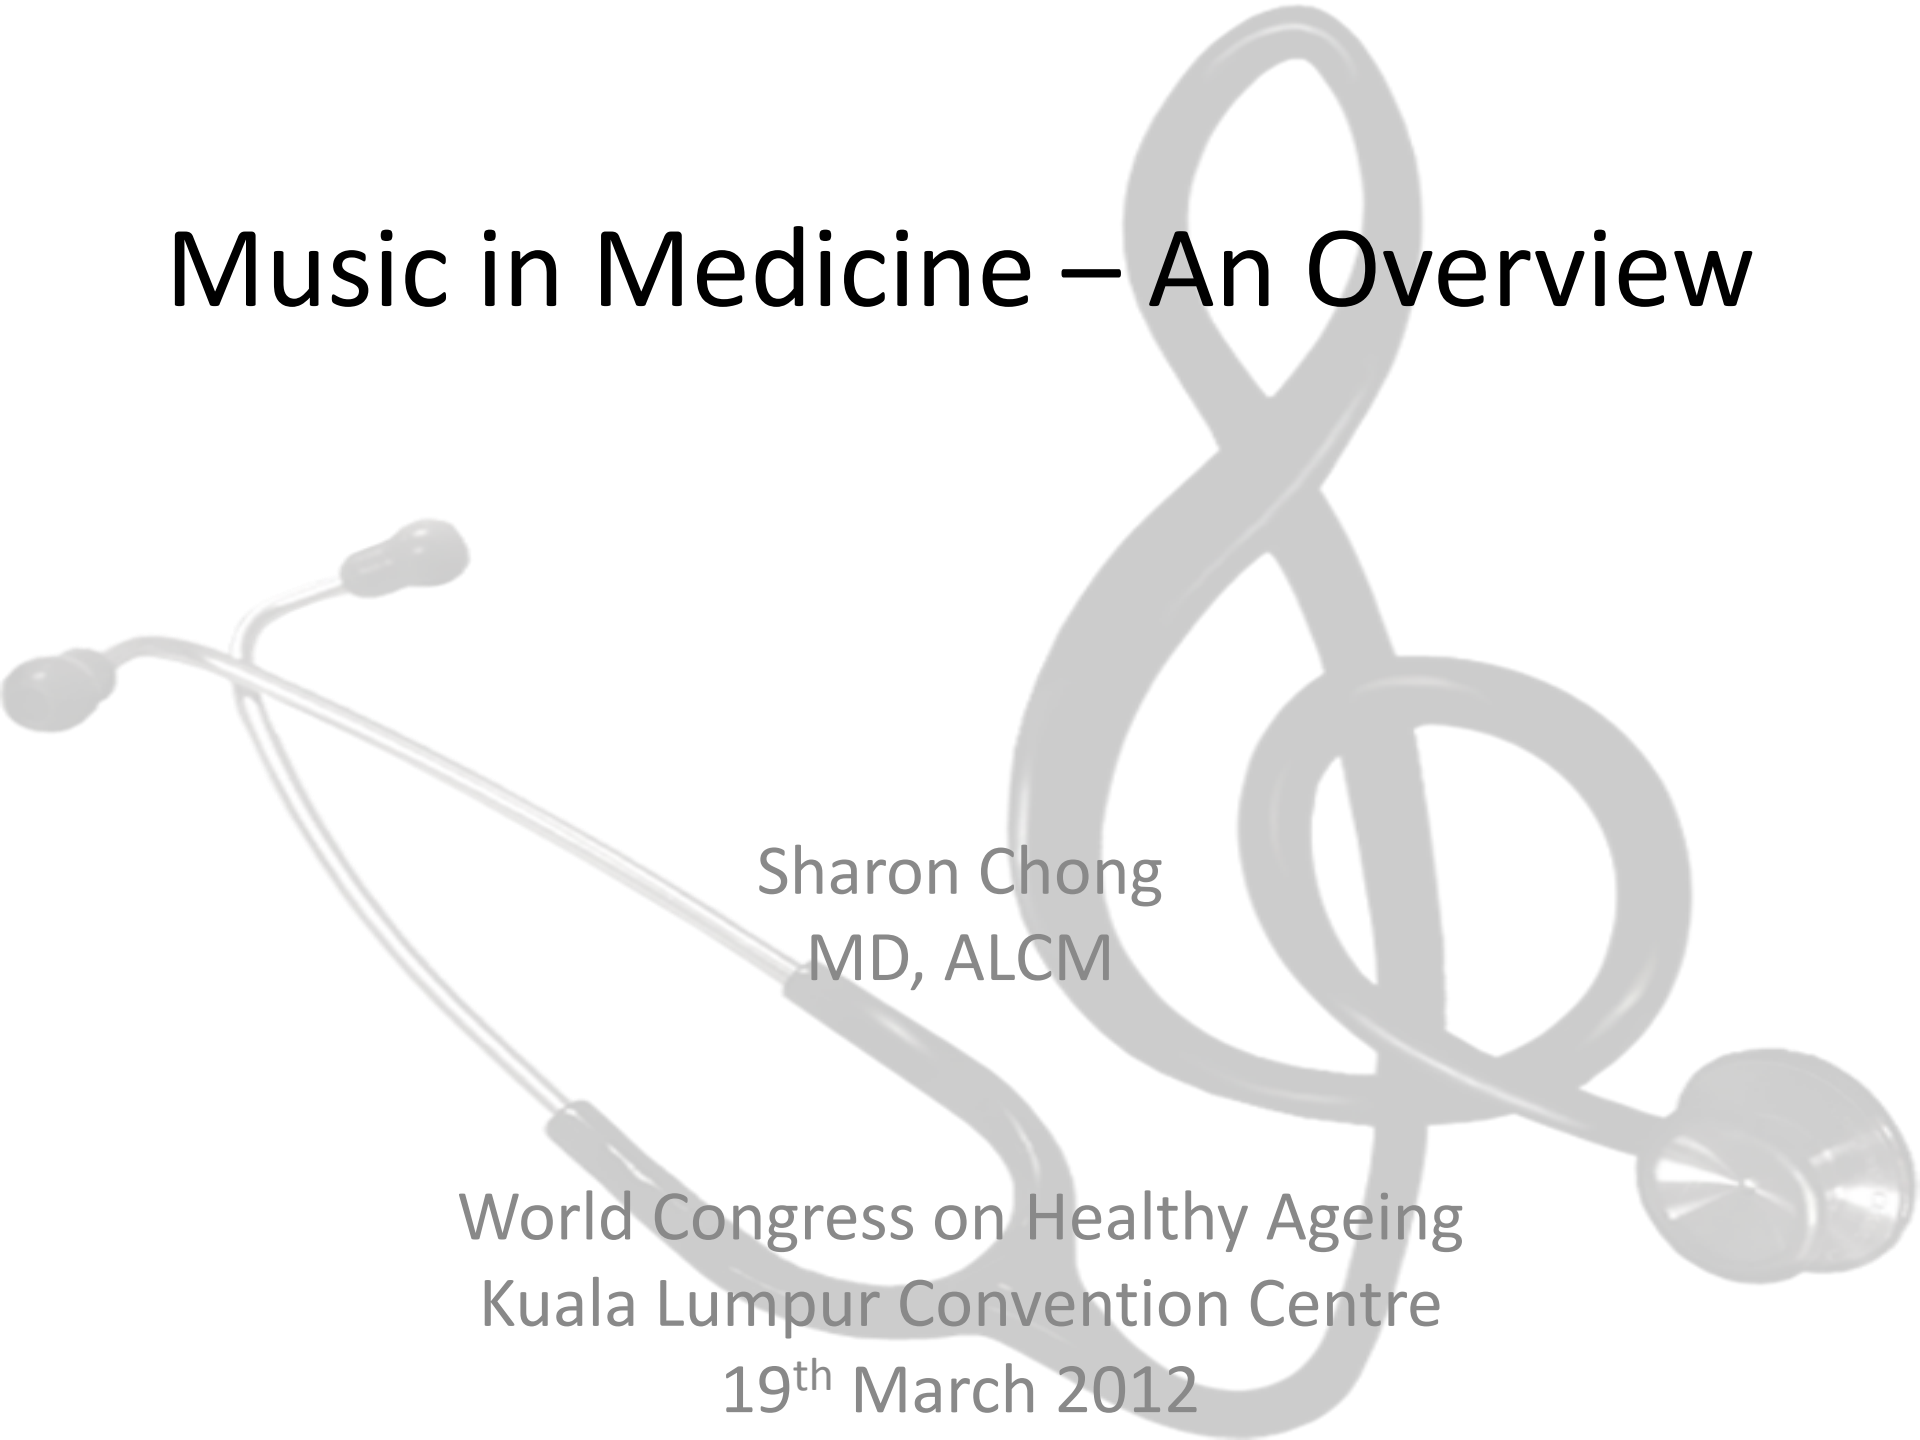 Music in Medicine – An Overview
Sharon Chong
MD, ALCM
World Congress on Healthy Ageing
Kuala Lumpur Convention Centre
19th March 2012